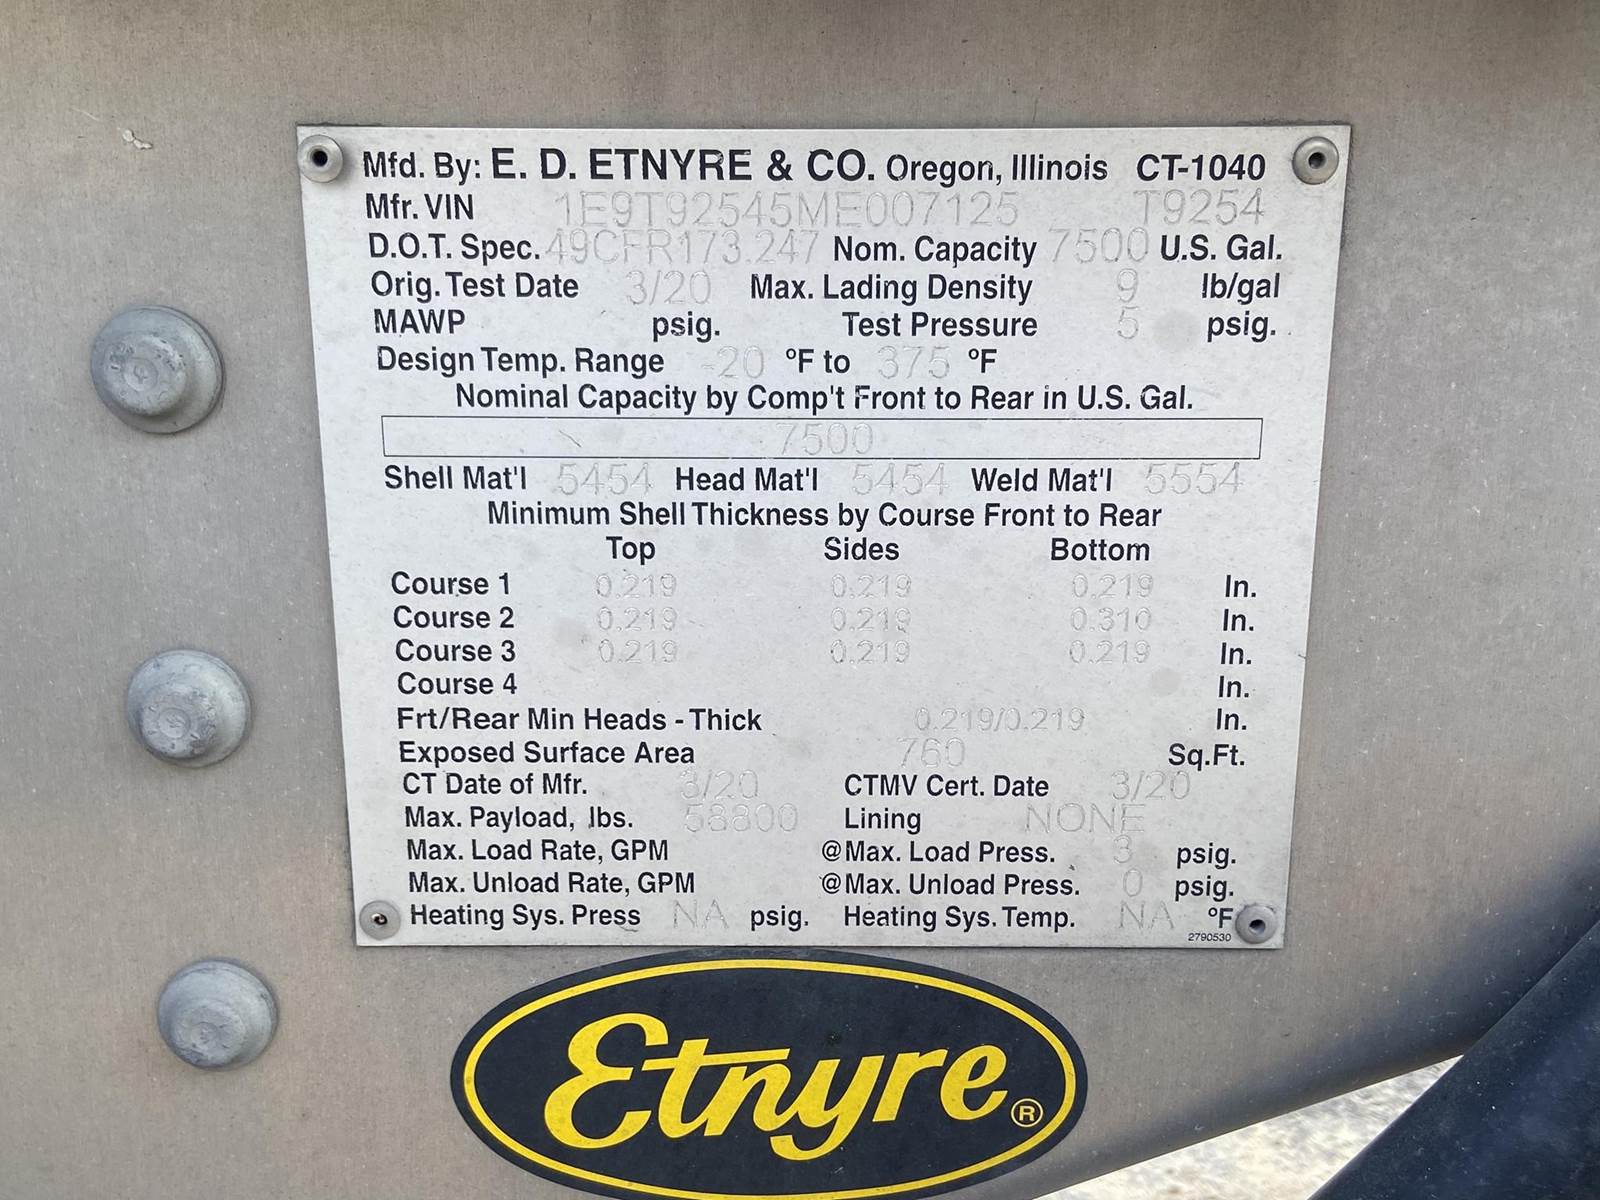 Mfd. By: E. D. ETNYRE & CO. Oregon, Illinois CT-1040
Mfr. VIN 1E9T92545ME007125 T9254
D.O.T. Spec. 49CFR173.247 Nom. Capacity 7500 U.S. Gal.
Orig. Test Date 3/20 Max. Lading Density 9 lb/gal
MAWP psig. Test Pressure 5 psig.
Design Temp. Range -20 °F to 375 °F
Nominal Capacity by Comp't Front to Rear in U.S. Gal.
7500
Shell Mat'l 5454 Head Mat'l 5454 Weld Mat'l 5554
Minimum Shell Thickness by Course Front to Rear
Top Sides Bottom
Course 1 0.219 0.219 0.219 In.
Course 2 0.219 0.219 0.310 In.
Course 3 0.219 0.219 0.219 In.
Course 4 In.
Frt/Rear Min Heads - Thick 0.219/0.219 In.
Exposed Surface Area 760 Sq.Ft.
CT Date of Mfr. 3/20 CTMV Cert. Date 3/20
Max. Payload, lbs. 58800 Lining NONE
Max. Load Rate, GPM @Max. Load Press. 3 psig.
Max. Unload Rate, GPM @Max. Unload Press. 0 psig.
Heating Sys. Press NA psig. Heating Sys. Temp. NA °F
2790530
Etnyre ®